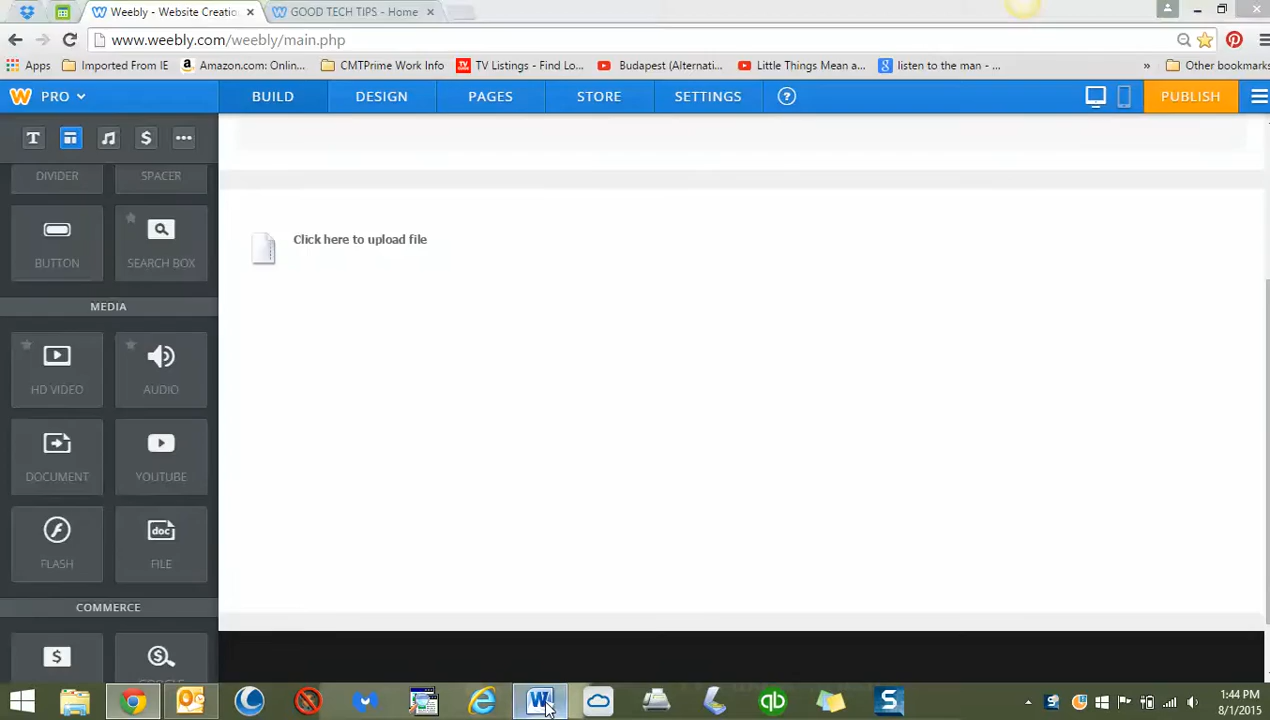 Weebly - Website Creatio
GOOD TECH TIPS - Home
www.weebly.com/weebly/main.php
Apps
Imported From IE
Amazon.com: Onlin...
CMTPrime Work Info
TV Listings - Find Lo...
Budapest (Alternati...
Little Things Mean a...
listen to the man - ...
»
Other bookmarks
PRO
BUILD
DESIGN
PAGES
STORE
SETTINGS
?
PUBLISH
T
$
DIVIDER
SPACER
Click here to upload file
BUTTON
SEARCH BOX
MEDIA
HD VIDEO
AUDIO
DOCUMENT
YOUTUBE
doc
FLASH
FILE
COMMERCE
$
1:44 PM
8/1/2015